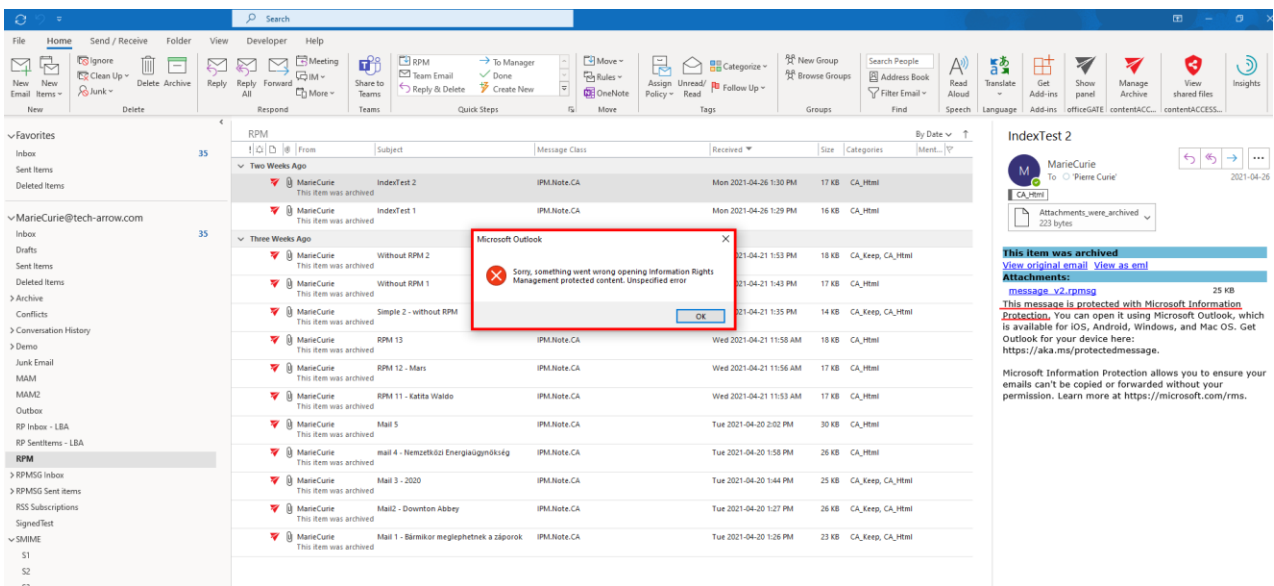 Search
File Home Send / Receive Folder View Developer Help
New Email
New Items
Ignore
Clean Up
Junk
Delete Archive
Reply
Reply All
Forward
Meeting
IM
More
Share to Teams
RPM
Team Email
Reply & Delete
To Manager
Done
Create New
Move
Rules
OneNote
Assign Policy
Unread/ Read
Categorize
Follow Up
New Group
Browse Groups
Search People
Address Book
Filter Email
Read Aloud
Translate
Get Add-ins
Show panel
Manage Archive
View shared files
Insights
New Delete Respond Teams Quick Steps Move Tags Groups Find Speech Language Add-ins officeGATE contentACC... contentACCESS...
Favorites
Inbox 35
Sent Items
Deleted Items
MarieCurie@tech-arrow.com
Inbox 35
Drafts
Sent Items
Deleted Items
Archive
Conflicts
Conversation History
Demo
Junk Email
MAM
MAM2
Outbox
RP Inbox - LBA
RP SentItems - LBA
RPM
RPMSG Inbox
RPMSG Sent items
RSS Subscriptions
SignedTest
SMIME
S1
S2
RPM By Date
From Subject Message Class Received Size Categories Ment...
Two Weeks Ago
MarieCurie IndexTest 2 IPM.Note.CA Mon 2021-04-26 1:30 PM 17 KB CA_Html
This item was archived
MarieCurie IndexTest 1 IPM.Note.CA Mon 2021-04-26 1:29 PM 16 KB CA_Html
This item was archived
Three Weeks Ago
MarieCurie Without RPM 2 021-04-21 1:53 PM 18 KB CA_Keep, CA_Html
This item was archived
MarieCurie Without RPM 1 021-04-21 1:43 PM 17 KB CA_Html
This item was archived
MarieCurie Simple 2 - without RPM 021-04-21 1:35 PM 14 KB CA_Keep, CA_Html
This item was archived
MarieCurie RPM 13 IPM.Note.CA Wed 2021-04-21 11:58 AM 18 KB CA_Html
This item was archived
MarieCurie RPM 12 - Mars IPM.Note.CA Wed 2021-04-21 11:56 AM 17 KB CA_Html
This item was archived
MarieCurie RPM 11 - Katita Waldo IPM.Note.CA Wed 2021-04-21 11:53 AM 17 KB CA_Html
This item was archived
MarieCurie Mail 5 IPM.Note.CA Tue 2021-04-20 2:02 PM 30 KB CA_Html
This item was archived
MarieCurie mail 4 - Nemzetközi Energiaügynökség IPM.Note.CA Tue 2021-04-20 1:58 PM 26 KB CA_Html
This item was archived
MarieCurie Mail 3 - 2020 IPM.Note.CA Tue 2021-04-20 1:44 PM 25 KB CA_Keep, CA_Html
This item was archived
MarieCurie Mail2 - Downton Abbey IPM.Note.CA Tue 2021-04-20 1:27 PM 26 KB CA_Keep, CA_Html
This item was archived
MarieCurie Mail 1 - Bármikor meglephetnek a záporok IPM.Note.CA Tue 2021-04-20 1:26 PM 23 KB CA_Keep, CA_Html
This item was archived
Microsoft Outlook
Sorry, something went wrong opening Information Rights
Management protected content. Unspecified error
OK
IndexTest 2
M
MarieCurie
To 'Pierre Curie'
2021-04-26
CA_Html
Attachments_were_archived
223 bytes
This item was archived
View original email View as eml
Attachments:
message_v2.rpmsg 25 KB
This message is protected with Microsoft Information
Protection. You can open it using Microsoft Outlook, which
is available for iOS, Android, Windows, and Mac OS. Get
Outlook for your device here:
https://aka.ms/protectedmessage.
Microsoft Information Protection allows you to ensure your
emails can't be copied or forwarded without your
permission. Learn more at https://microsoft.com/rms.